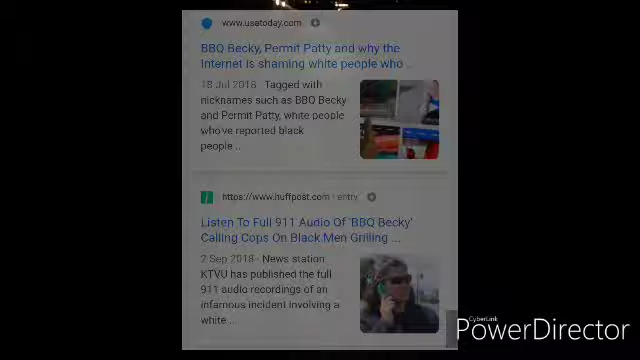 www.usatoday.com
BBQ Becky, Permit Patty and why the
Internet is shaming white people who ..
18 Jul 2018 · Tagged with
nicknames such as BBQ Becky
and Permit Patty, white people
who've reported black
people ..
https://www.huffpost.com › entry
Listen To Full 911 Audio Of 'BBQ Becky'
Calling Cops On Black Men Grilling ...
2 Sep 2018 · News station
KTVU has published the full
911 audio recordings of an
infamous incident involving a
white ...
CyberLink
PowerDirector